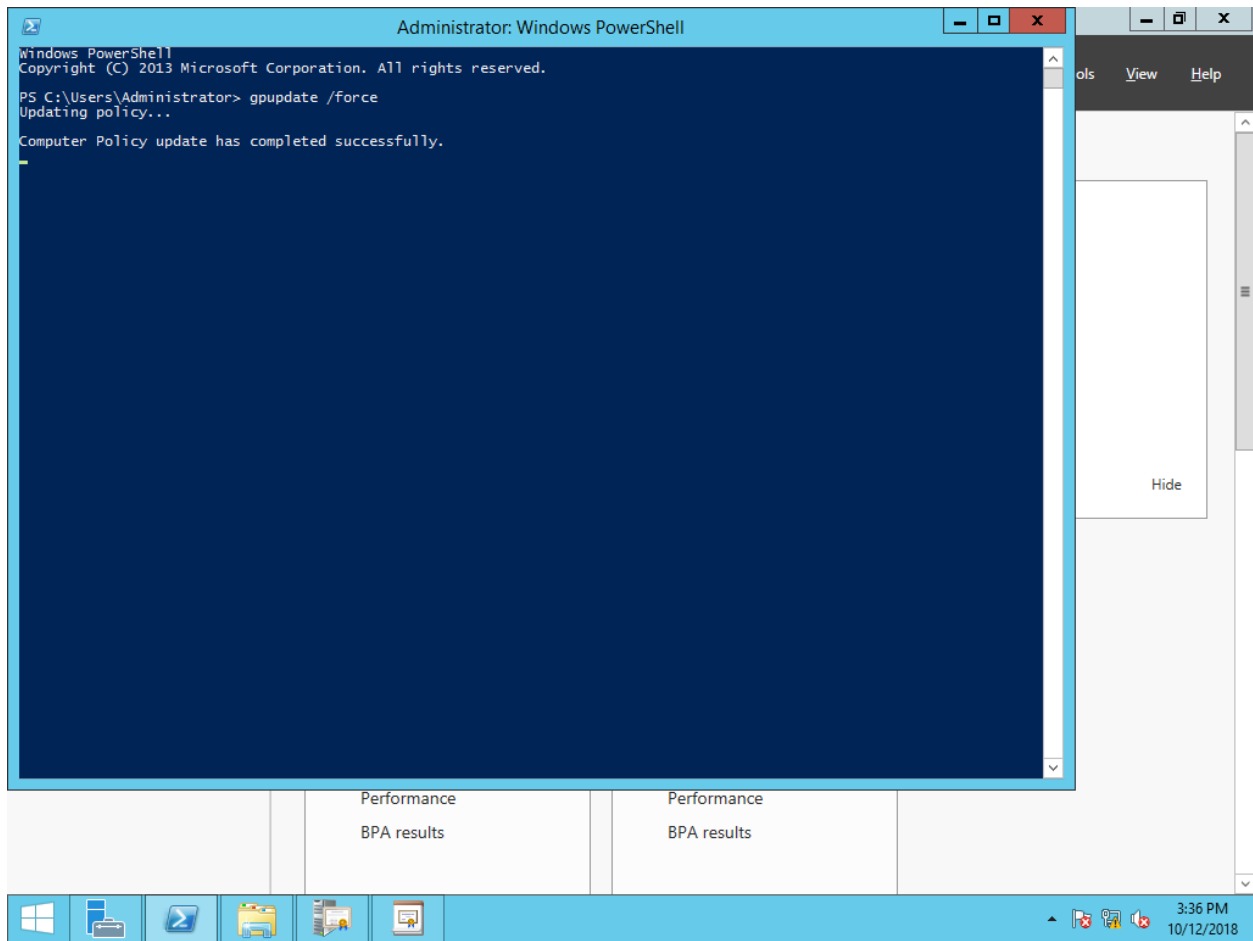 Administrator: Windows PowerShell
Windows PowerShell
Copyright (C) 2013 Microsoft Corporation. All rights reserved.
PS C:\Users\Administrator> gpupdate /force
Updating policy...
Computer Policy update has completed successfully.
View Help
Hide
Performance Performance
BPA results BPA results
3:36 PM
10/12/2018